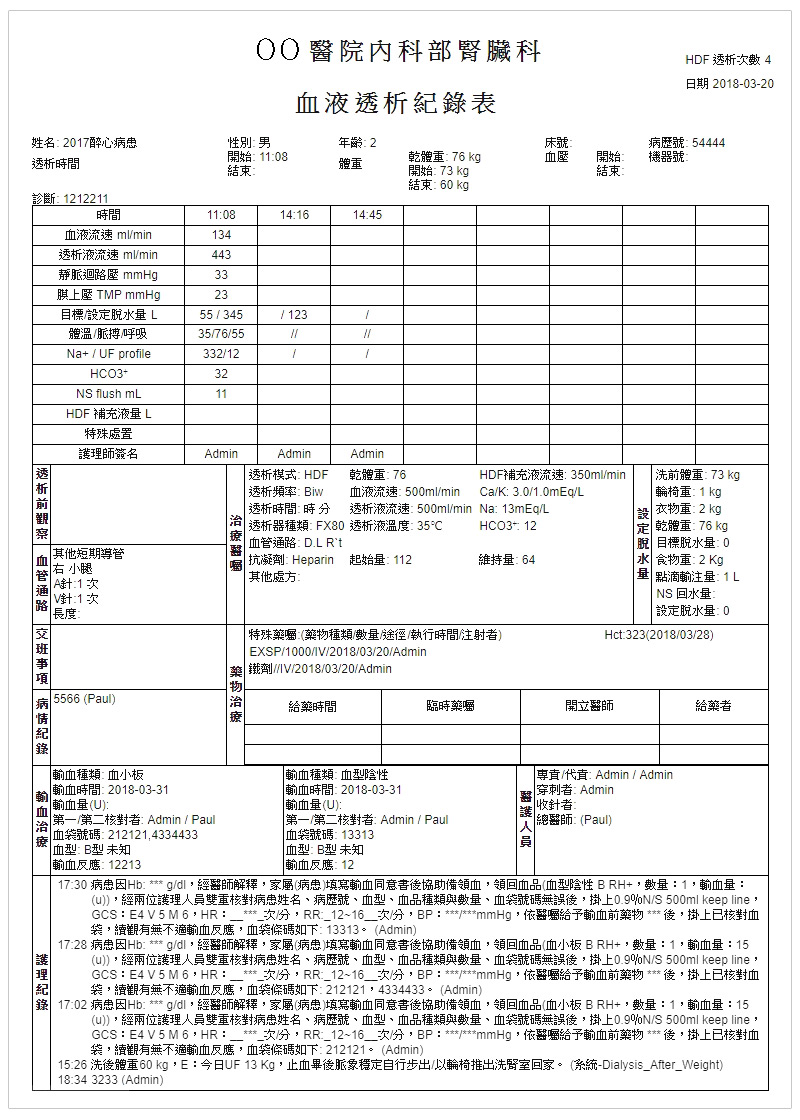 OO 醫院內科部腎臟科
HDF 透析次數 4
血液透析紀錄表
日期 2018-03-20
姓名: 2017醉心病患 性別: 男 年齡: 2 床號: 病歷號: 54444
透析時間 開始: 11:08 體重 乾體重: 76 kg 血壓 開始: 機器號:
結束: 開始: 73 kg 結束:
結束: 60 kg
診斷: 1212211
時間 11:08 14:16 14:45
血液流速 ml/min 134
透析液流速 ml/min 443
靜脈迴路壓 mmHg 33
膜上壓 TMP mmHg 23
目標/設定脫水量 L 55 / 345 / 123 /
體溫/脈搏/呼吸 35/76/55 // //
Na+ / UF profile 332/12 / /
HCO3⁺ 32
NS flush mL 11
HDF 補充液量 L
特殊處置
護理師簽名 Admin Admin Admin
透析前觀察
血管通路
其他短期導管
右 小腿
A針:1 次
V針:1 次
長度:
治療醫囑
透析模式: HDF 乾體重: 76 HDF補充液流速: 350ml/min
透析頻率: Biw 血液流速: 500ml/min Ca/K: 3.0/1.0mEq/L
透析時間: 時 分 透析液流速: 500ml/min Na: 13mEq/L
透析器種類: FX80 透析液溫度: 35℃ HCO3⁺: 12
血管通路: D.L R`t
抗凝劑: Heparin 起始量: 112 維持量: 64
其他處方:
設定脫水量
洗前體重: 73 kg
輪椅重: 1 kg
衣物重: 2 kg
乾體重: 76 kg
目標脫水量: 0
食物重: 2 Kg
點滴輸注量: 1 L
NS 回水量:
設定脫水量: 0
交班事項
病情紀錄
5566 (Paul)
藥物治療
特殊藥囑:(藥物種類/數量/途徑/執行時間/注射者) Hct:323(2018/03/28)
EXSP/1000/IV/2018/03/20/Admin
鐵劑//IV/2018/03/20/Admin
給藥時間 臨時藥囑 開立醫師 給藥者
輸血治療
輸血種類: 血小板
輸血時間: 2018-03-31
輸血量(U):
第一/第二核對者: Admin / Paul
血袋號碼: 212121,4334433
血型: B型 未知
輸血反應: 12213
輸血種類: 血型陰性
輸血時間: 2018-03-31
輸血量(U):
第一/第二核對者: Admin / Paul
血袋號碼: 13313
血型: B型 未知
輸血反應: 12
醫護人員
專責/代責: Admin / Admin
穿刺者: Admin
收針者:
總醫師: (Paul)
護理紀錄
17:30 病患因Hb: *** g/dl，經醫師解釋，家屬(病患)填寫輸血同意書後協助備領血，領回血品(血型陰性 B RH+，數量：1，輸血量：
(u))，經兩位護理人員雙重核對病患姓名、病歷號、血型、血品種類與數量、血袋號碼無誤後，掛上0.9%N/S 500ml keep line，
GCS：E4 V 5 M 6，HR：__***_次/分，RR:_12~16__次/分，BP：***/***mmHg，依醫囑給予輸血前藥物 *** 後，掛上已核對血
袋，續觀有無不適輸血反應，血袋條碼如下: 13313。 (Admin)
17:28 病患因Hb: *** g/dl，經醫師解釋，家屬(病患)填寫輸血同意書後協助備領血，領回血品(血小板 B RH+，數量：1，輸血量：15
(u))，經兩位護理人員雙重核對病患姓名、病歷號、血型、血品種類與數量、血袋號碼無誤後，掛上0.9%N/S 500ml keep line，
GCS：E4 V 5 M 6，HR：__***_次/分，RR:_12~16__次/分，BP：***/***mmHg，依醫囑給予輸血前藥物 *** 後，掛上已核對血
袋，續觀有無不適輸血反應，血袋條碼如下: 212121，4334433。 (Admin)
17:02 病患因Hb: *** g/dl，經醫師解釋，家屬(病患)填寫輸血同意書後協助備領血，領回血品(血小板 B RH+，數量：1，輸血量：15
(u))，經兩位護理人員雙重核對病患姓名、病歷號、血型、血品種類與數量、血袋號碼無誤後，掛上0.9%N/S 500ml keep line，
GCS：E4 V 5 M 6，HR：__***_次/分，RR:_12~16__次/分，BP：***/***mmHg，依醫囑給予輸血前藥物 *** 後，掛上已核對血
袋，續觀有無不適輸血反應，血袋條碼如下: 212121。 (Admin)
15:26 洗後體重60 kg，E：今日UF 13 Kg，止血畢後脈象穩定自行步出/以輪椅推出洗腎室回家。 (系統-Dialysis_After_Weight)
18:34 3233 (Admin)